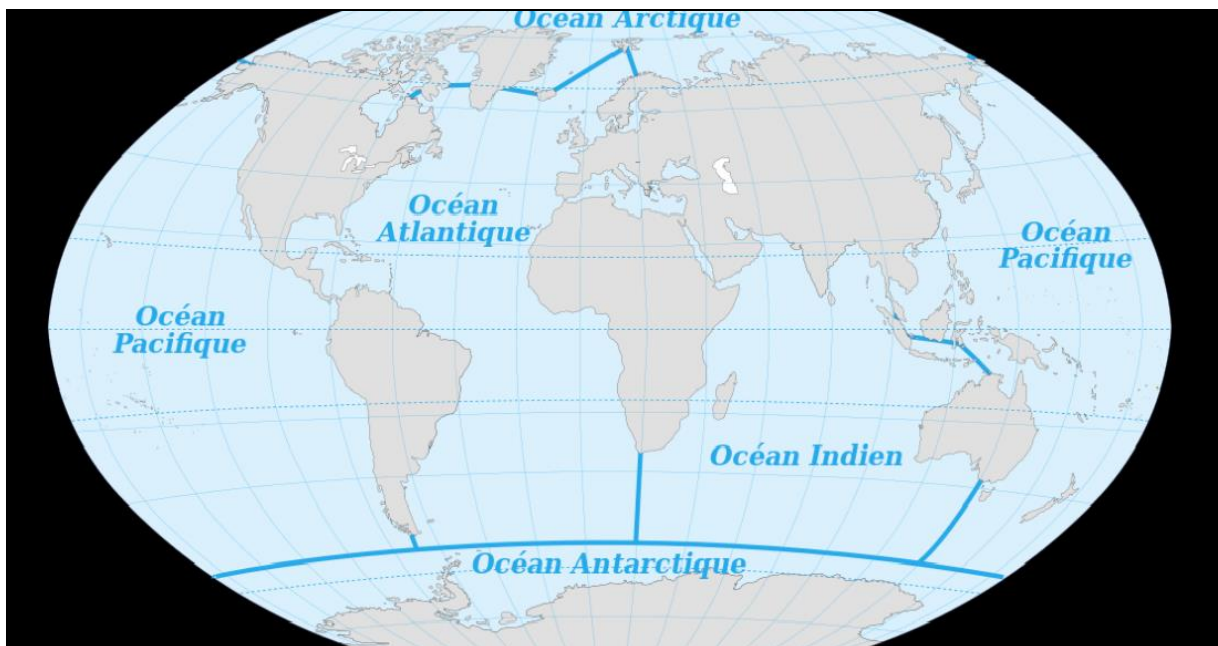 Océan Arctique
Océan
Atlantique
Océan
Pacifique
Océan
Pacifique
Océan Indien
Océan Antarctique